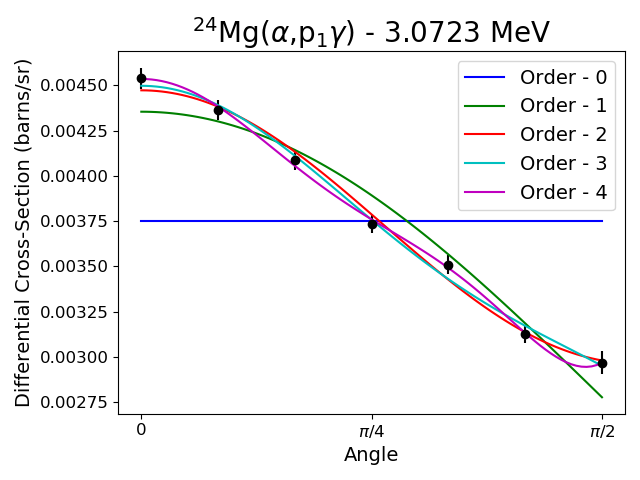 ²⁴Mg(α,p₁γ) - 3.0723 MeV
Differential Cross-Section (barns/sr)
0.00450
0.00425
0.00400
0.00375
0.00350
0.00325
0.00300
0.00275
Order - 0
Order - 1
Order - 2
Order - 3
Order - 4
0
π/4
π/2
Angle